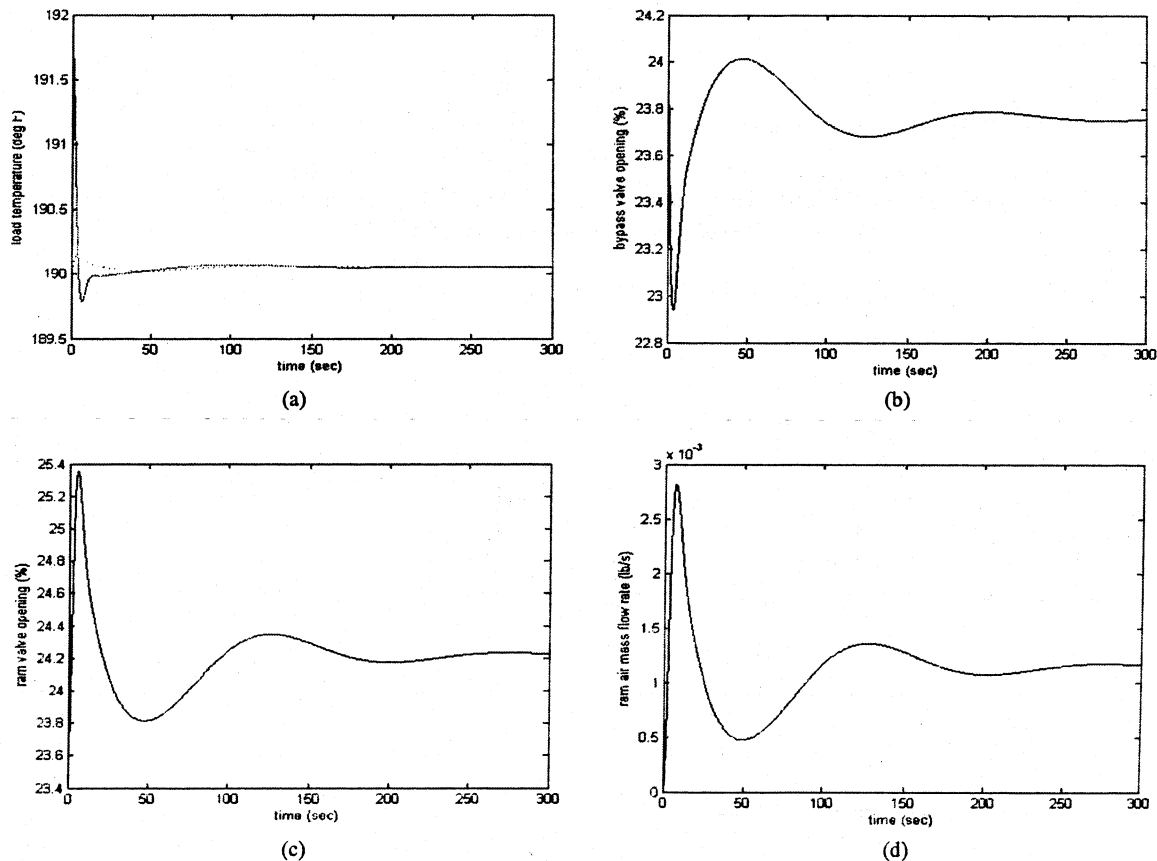 192
191.5
191
190.5
190
189.5
load temperature (deg F)
0 50 100 150 200 250 300
time (sec)
(a)
24.2
24
23.8
23.6
23.4
23.2
23
22.8
bypass valve opening (%)
0 50 100 150 200 250 300
time (sec)
(b)
25.4
25.2
25
24.8
24.6
24.4
24.2
24
23.8
23.6
23.4
ram valve opening (%)
0 50 100 150 200 250 300
time (sec)
(c)
x 10⁻³
3
2.5
2
1.5
1
0.5
0
ram air mass flow rate (lb/s)
0 50 100 150 200 250 300
time (sec)
(d)